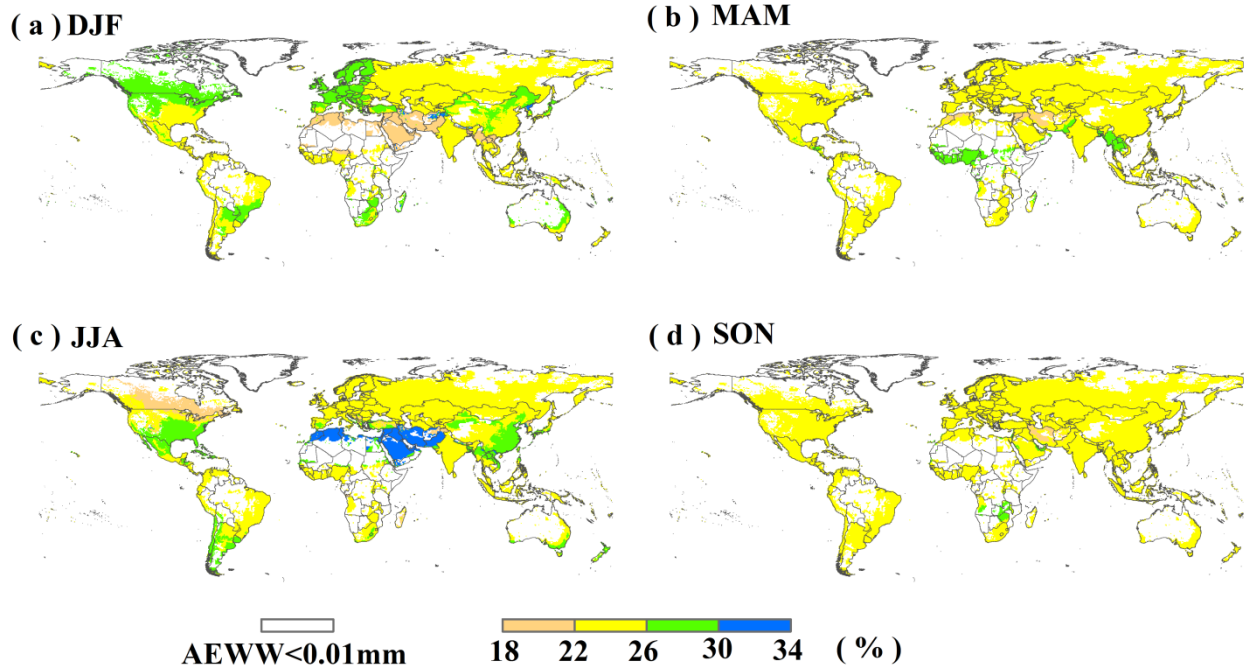 ( a ) DJF
( b ) MAM
( c ) JJA
( d ) SON
AEWW<0.01mm
18 22 26 30 34 ( % )